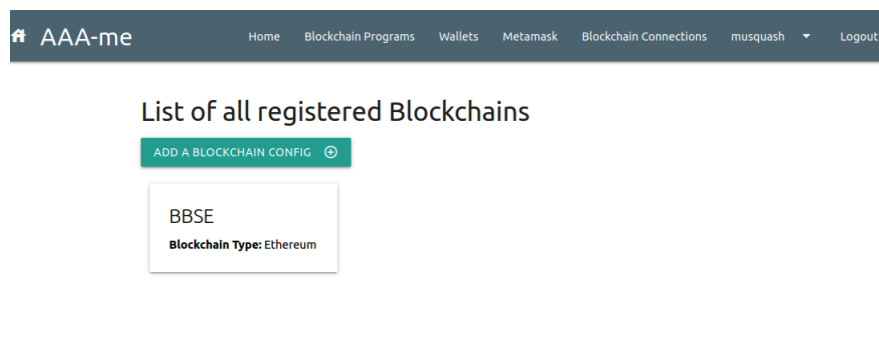 AAA-me Home Blockchain Programs Wallets Metamask Blockchain Connections musquash Logout
List of all registered Blockchains
ADD A BLOCKCHAIN CONFIG
BBSE
Blockchain Type: Ethereum